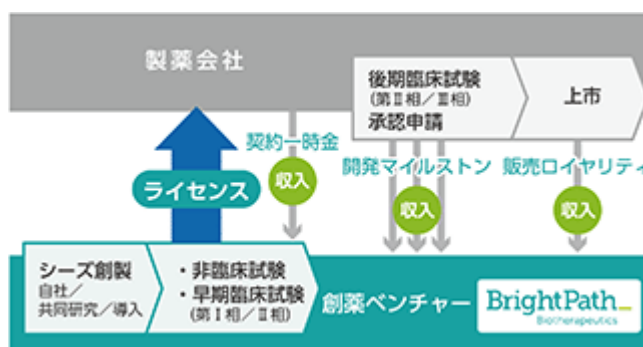 製薬会社
後期臨床試験
(第Ⅱ相/Ⅲ相)
承認申請
上市
契約一時金
開発マイルストン
販売ロイヤリティ
ライセンス
収入
収入
収入
シーズ創製
自社/
共同研究/導入
・非臨床試験
・早期臨床試験
(第Ⅰ相/Ⅱ相)
創薬ベンチャー
BrightPath_
Biotherapeutics